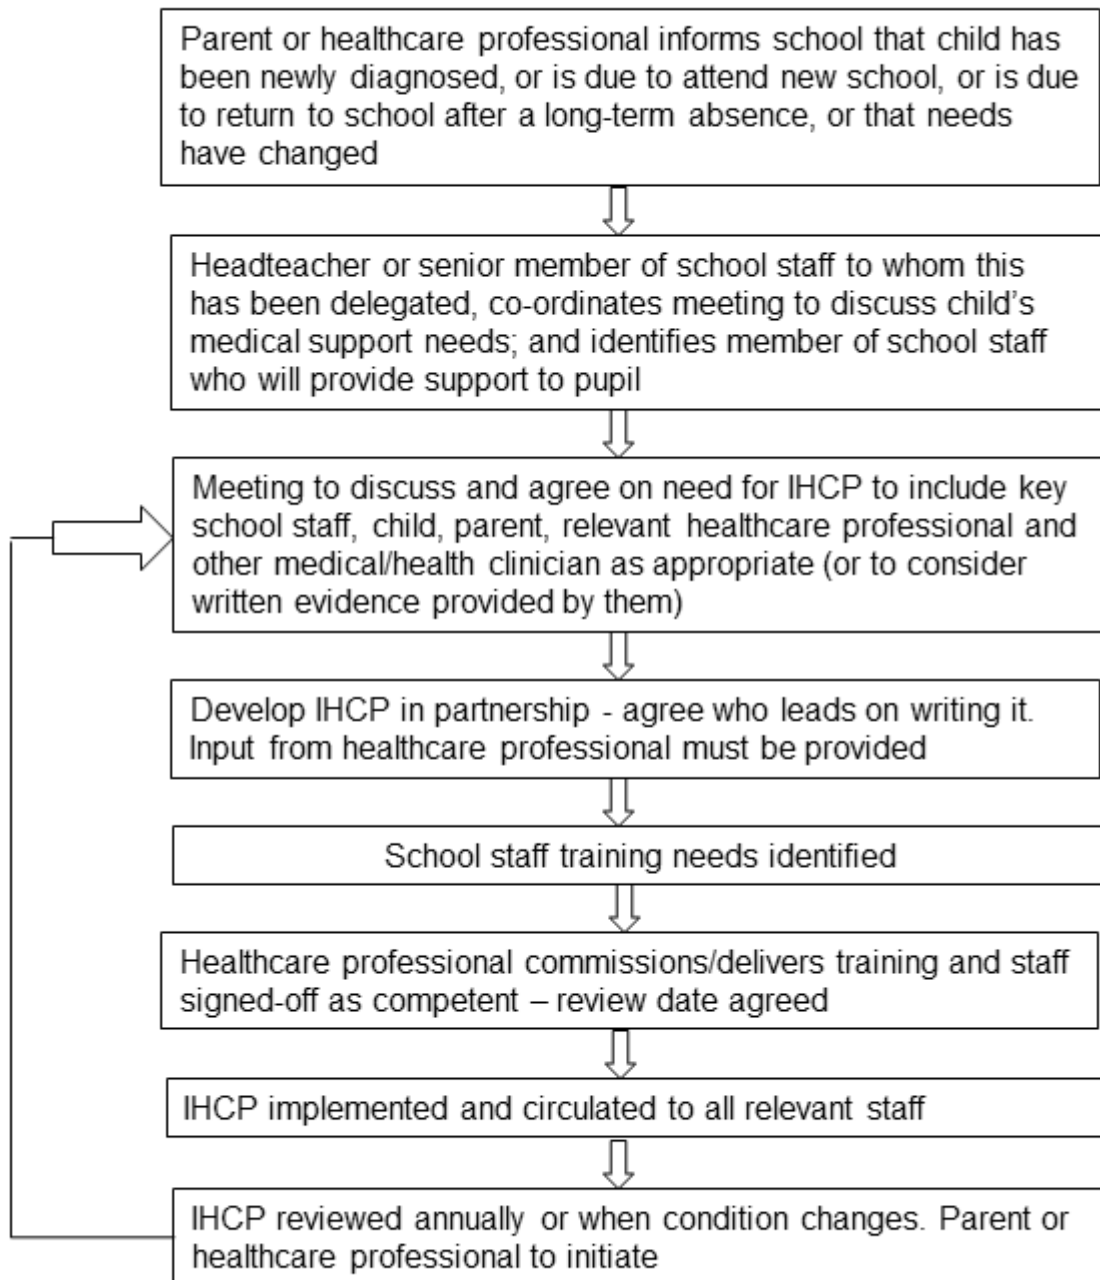 Parent or healthcare professional informs school that child has
been newly diagnosed, or is due to attend new school, or is due
to return to school after a long-term absence, or that needs
have changed
Headteacher or senior member of school staff to whom this
has been delegated, co-ordinates meeting to discuss child's
medical support needs; and identifies member of school staff
who will provide support to pupil
Meeting to discuss and agree on need for IHCP to include key
school staff, child, parent, relevant healthcare professional and
other medical/health clinician as appropriate (or to consider
written evidence provided by them)
Develop IHCP in partnership - agree who leads on writing it.
Input from healthcare professional must be provided
School staff training needs identified
Healthcare professional commissions/delivers training and staff
signed-off as competent – review date agreed
IHCP implemented and circulated to all relevant staff
IHCP reviewed annually or when condition changes. Parent or
healthcare professional to initiate